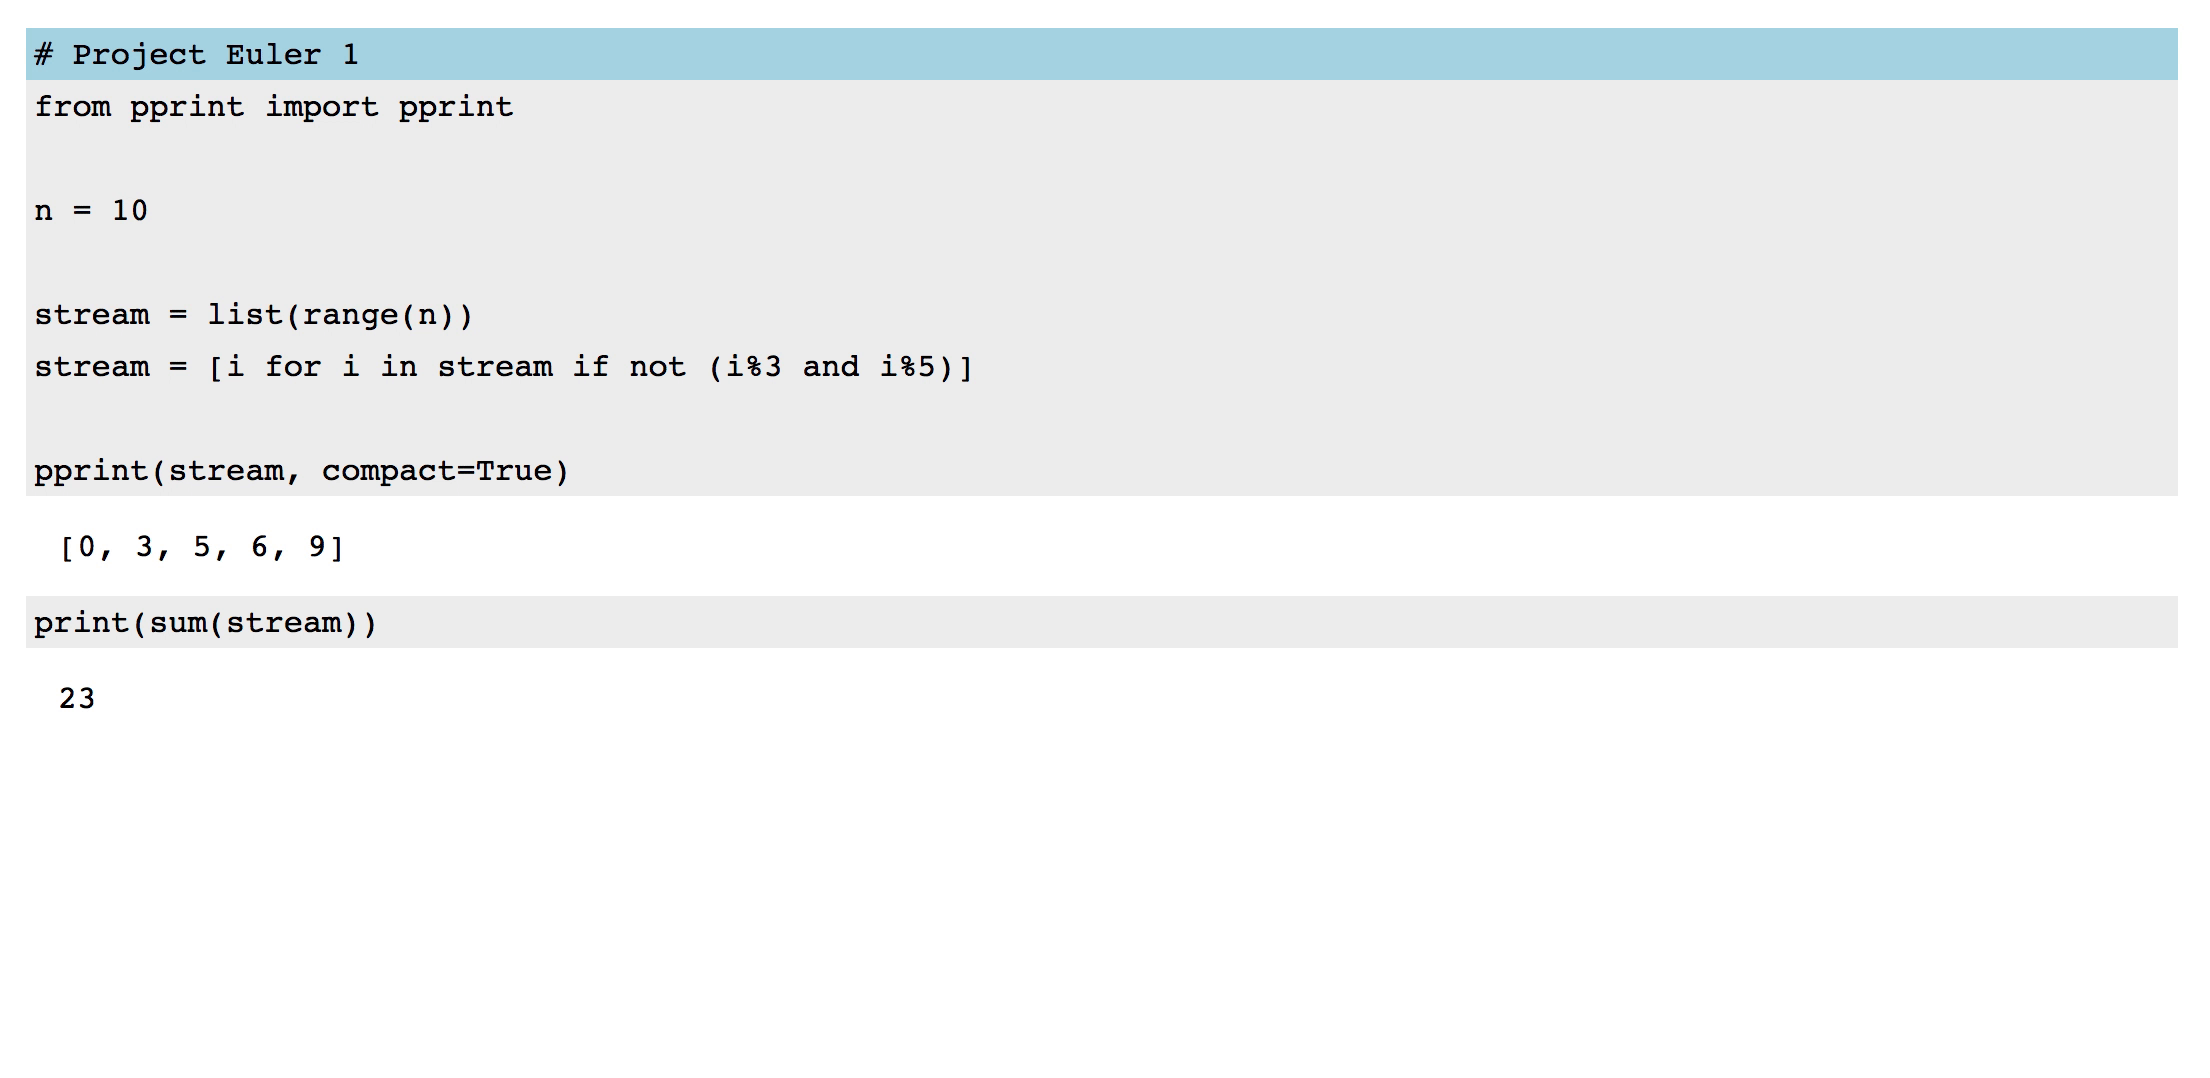 # Project Euler 1
from pprint import pprint
n = 10
stream = list(range(n))
stream = [i for i in stream if not (i%3 and i%5)]
pprint(stream, compact=True)
[0, 3, 5, 6, 9]
print(sum(stream))
23